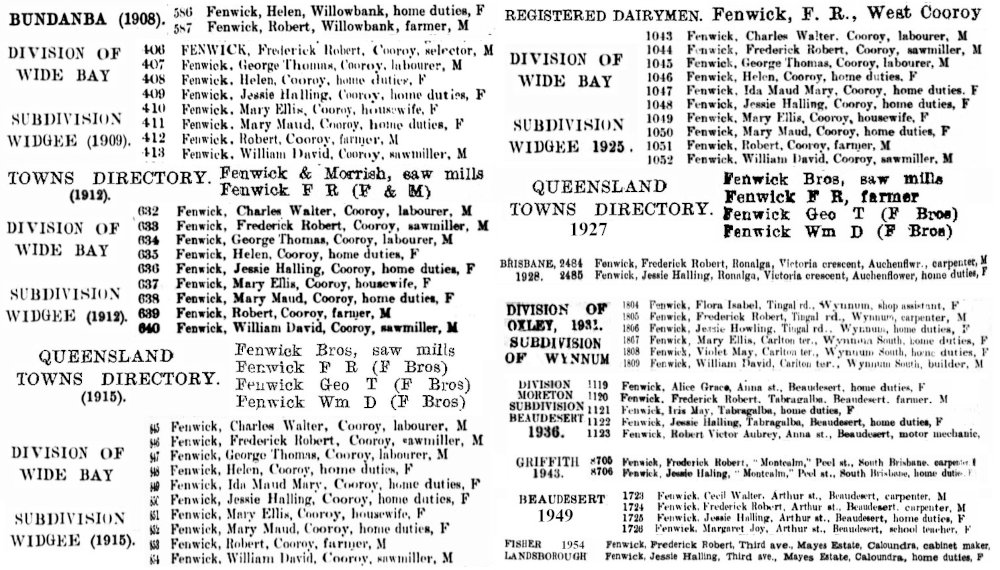 BUNDANBA (1908).
586 Fenwick, Helen, Willowbank, home duties, F
587 Fenwick, Robert, Willowbank, farmer, M
DIVISION OF WIDE BAY
SUBDIVISION WIDGEE (1909).
406 FENWICK, Frederick Robert, Cooroy, selector, M
407 Fenwick, George Thomas, Cooroy, labourer, M
408 Fenwick, Helen, Cooroy, home duties, F
409 Fenwick, Jessie Halling, Cooroy, home duties, F
410 Fenwick, Mary Ellis, Cooroy, housewife, F
411 Fenwick, Mary Maud, Cooroy, home duties, F
412 Fenwick, Robert, Cooroy, farmer, M
413 Fenwick, William David, Cooroy, sawmiller, M
TOWNS DIRECTORY. (1912).
Fenwick & Morrish, saw mills
Fenwick F R (F & M)
DIVISION OF WIDE BAY
SUBDIVISION WIDGEE (1912).
632 Fenwick, Charles Walter, Cooroy, labourer, M
633 Fenwick, Frederick Robert, Cooroy, sawmiller, M
634 Fenwick, George Thomas, Cooroy, labourer, M
635 Fenwick, Helen, Cooroy, home duties, F
636 Fenwick, Jessie Halling, Cooroy, home duties, F
637 Fenwick, Mary Ellis, Cooroy, housewife, F
638 Fenwick, Mary Maud, Cooroy, home duties, F
639 Fenwick, Robert, Cooroy, farmer, M
640 Fenwick, William David, Cooroy, sawmiller, M
QUEENSLAND TOWNS DIRECTORY. (1915).
Fenwick Bros, saw mills
Fenwick F R (F Bros)
Fenwick Geo T (F Bros)
Fenwick Wm D (F Bros)
DIVISION OF WIDE BAY
SUBDIVISION WIDGEE (1915).
Fenwick, Charles Walter, Cooroy, labourer, M
Fenwick, Frederick Robert, Cooroy, sawmiller, M
Fenwick, George Thomas, Cooroy, labourer, M
Fenwick, Helen, Cooroy, home duties, F
Fenwick, Ida Maud Mary, Cooroy, home duties, F
Fenwick, Jessie Halling, Cooroy, home duties, F
Fenwick, Mary Ellis, Cooroy, housewife, F
Fenwick, Mary Maud, Cooroy, home duties, F
Fenwick, Robert, Cooroy, farmer, M
Fenwick, William David, Cooroy, sawmiller, M
REGISTERED DAIRYMEN. Fenwick, F. R., West Cooroy
DIVISION OF WIDE BAY
SUBDIVISION WIDGEE 1925.
1043 Fenwick, Charles Walter, Cooroy, labourer, M
1044 Fenwick, Frederick Robert, Cooroy, sawmiller, M
1045 Fenwick, George Thomas, Cooroy, labourer, M
1046 Fenwick, Helen, Cooroy, home duties, F
1047 Fenwick, Ida Maud Mary, Cooroy, home duties, F
1048 Fenwick, Jessie Halling, Cooroy, home duties, F
1049 Fenwick, Mary Ellis, Cooroy, housewife, F
1050 Fenwick, Mary Maud, Cooroy, home duties, F
1051 Fenwick, Robert, Cooroy, farmer, M
1052 Fenwick, William David, Cooroy, sawmiller, M
QUEENSLAND TOWNS DIRECTORY. 1927
Fenwick Bros, saw mills
Fenwick F R, farmer
Fenwick Geo T (F Bros)
Fenwick Wm D (F Bros)
BRISBANE, 1928.
2484 Fenwick, Frederick Robert, Ronalga, Victoria crescent, Auchenflwr., carpenter, M
2485 Fenwick, Jessie Halling, Ronalga, Victoria crescent, Auchenflower, home duties, F
DIVISION OF OXLEY, 1931.
SUBDIVISION OF WYNNUM
1804 Fenwick, Flora Isabel, Tingal rd., Wynnum, shop assistant, F
1805 Fenwick, Frederick Robert, Tingal rd., Wynnum, carpenter, M
1806 Fenwick, Jessie Howling, Tingal rd., Wynnum, home duties, F
1807 Fenwick, Mary Ellis, Carlton ter., Wynnum South, home duties, F
1808 Fenwick, Violet May, Carlton ter., Wynnum South, home duties, F
1809 Fenwick, William David, Carlton ter., Wynnum South, builder, M
DIVISION MORETON
SUBDIVISION BEAUDESERT 1936.
1119 Fenwick, Alice Grace, Anna st., Beaudesert, home duties, F
1120 Fenwick, Frederick Robert, Tabragalba, Beaudesert, farmer, M
1121 Fenwick, Iris May, Tabragalba, home duties, F
1122 Fenwick, Jessie Halling, Tabragalba, Beaudesert, home duties, F
1123 Fenwick, Robert Victor Aubrey, Anna st., Beaudesert, motor mechanic,
GRIFFITH 1943.
8705 Fenwick, Frederick Robert, "Montcalm," Peel st., South Brisbane, carpenter
8706 Fenwick, Jessie Haling, "Montcalm," Peel st., South Brisbane, home duties
BEAUDESERT 1949
1723 Fenwick, Cecil Walter, Arthur st., Beaudesert, carpenter, M
1724 Fenwick, Frederick Robert, Arthur st., Beaudesert, carpenter, M
1725 Fenwick, Jessie Halling, Arthur st., Beaudesert, home duties, F
1726 Fenwick, Margaret Joy, Arthur st., Beaudesert, school teacher, F
FISHER 1954 LANDSBOROUGH
Fenwick, Frederick Robert, Third ave., Mayes Estate, Caloundra, cabinet maker,
Fenwick, Jessie Halling, Third ave., Mayes Estate, Caloundra, home duties, F